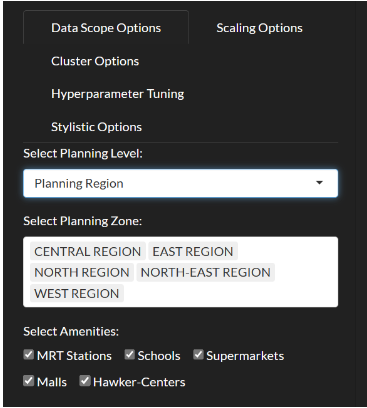 Data Scope Options Scaling Options
Cluster Options
Hyperparameter Tuning
Stylistic Options
Select Planning Level:
Planning Region
Select Planning Zone:
CENTRAL REGION EAST REGION
NORTH REGION NORTH-EAST REGION
WEST REGION
Select Amenities:
MRT Stations Schools Supermarkets
Malls Hawker-Centers